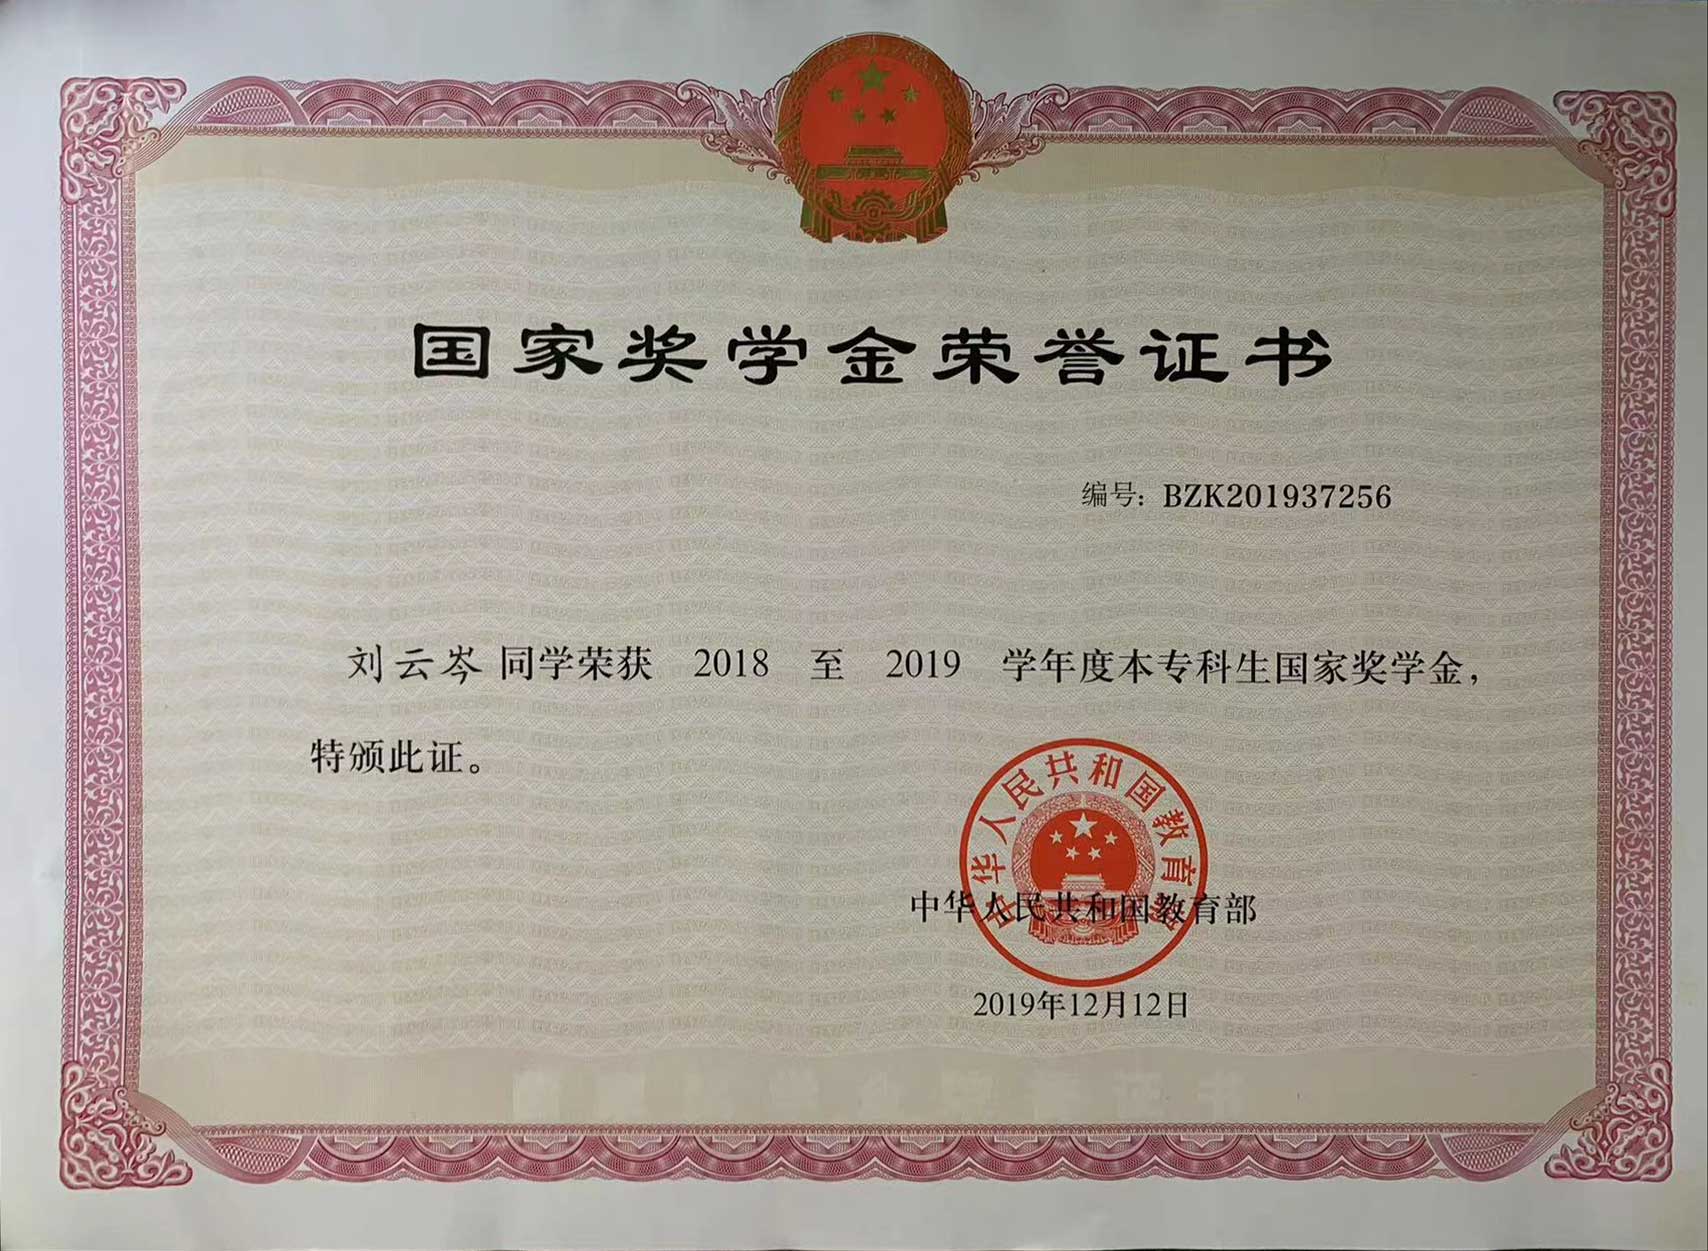 国家奖学金荣誉证书
编号：BZK201937256
刘云岑 同学荣获 2018 至 2019 学年度本专科生国家奖学金，
特颁此证。
中华人民共和国教育部
中华人民共和国教育部
2019年12月12日
国家奖学金荣誉证书